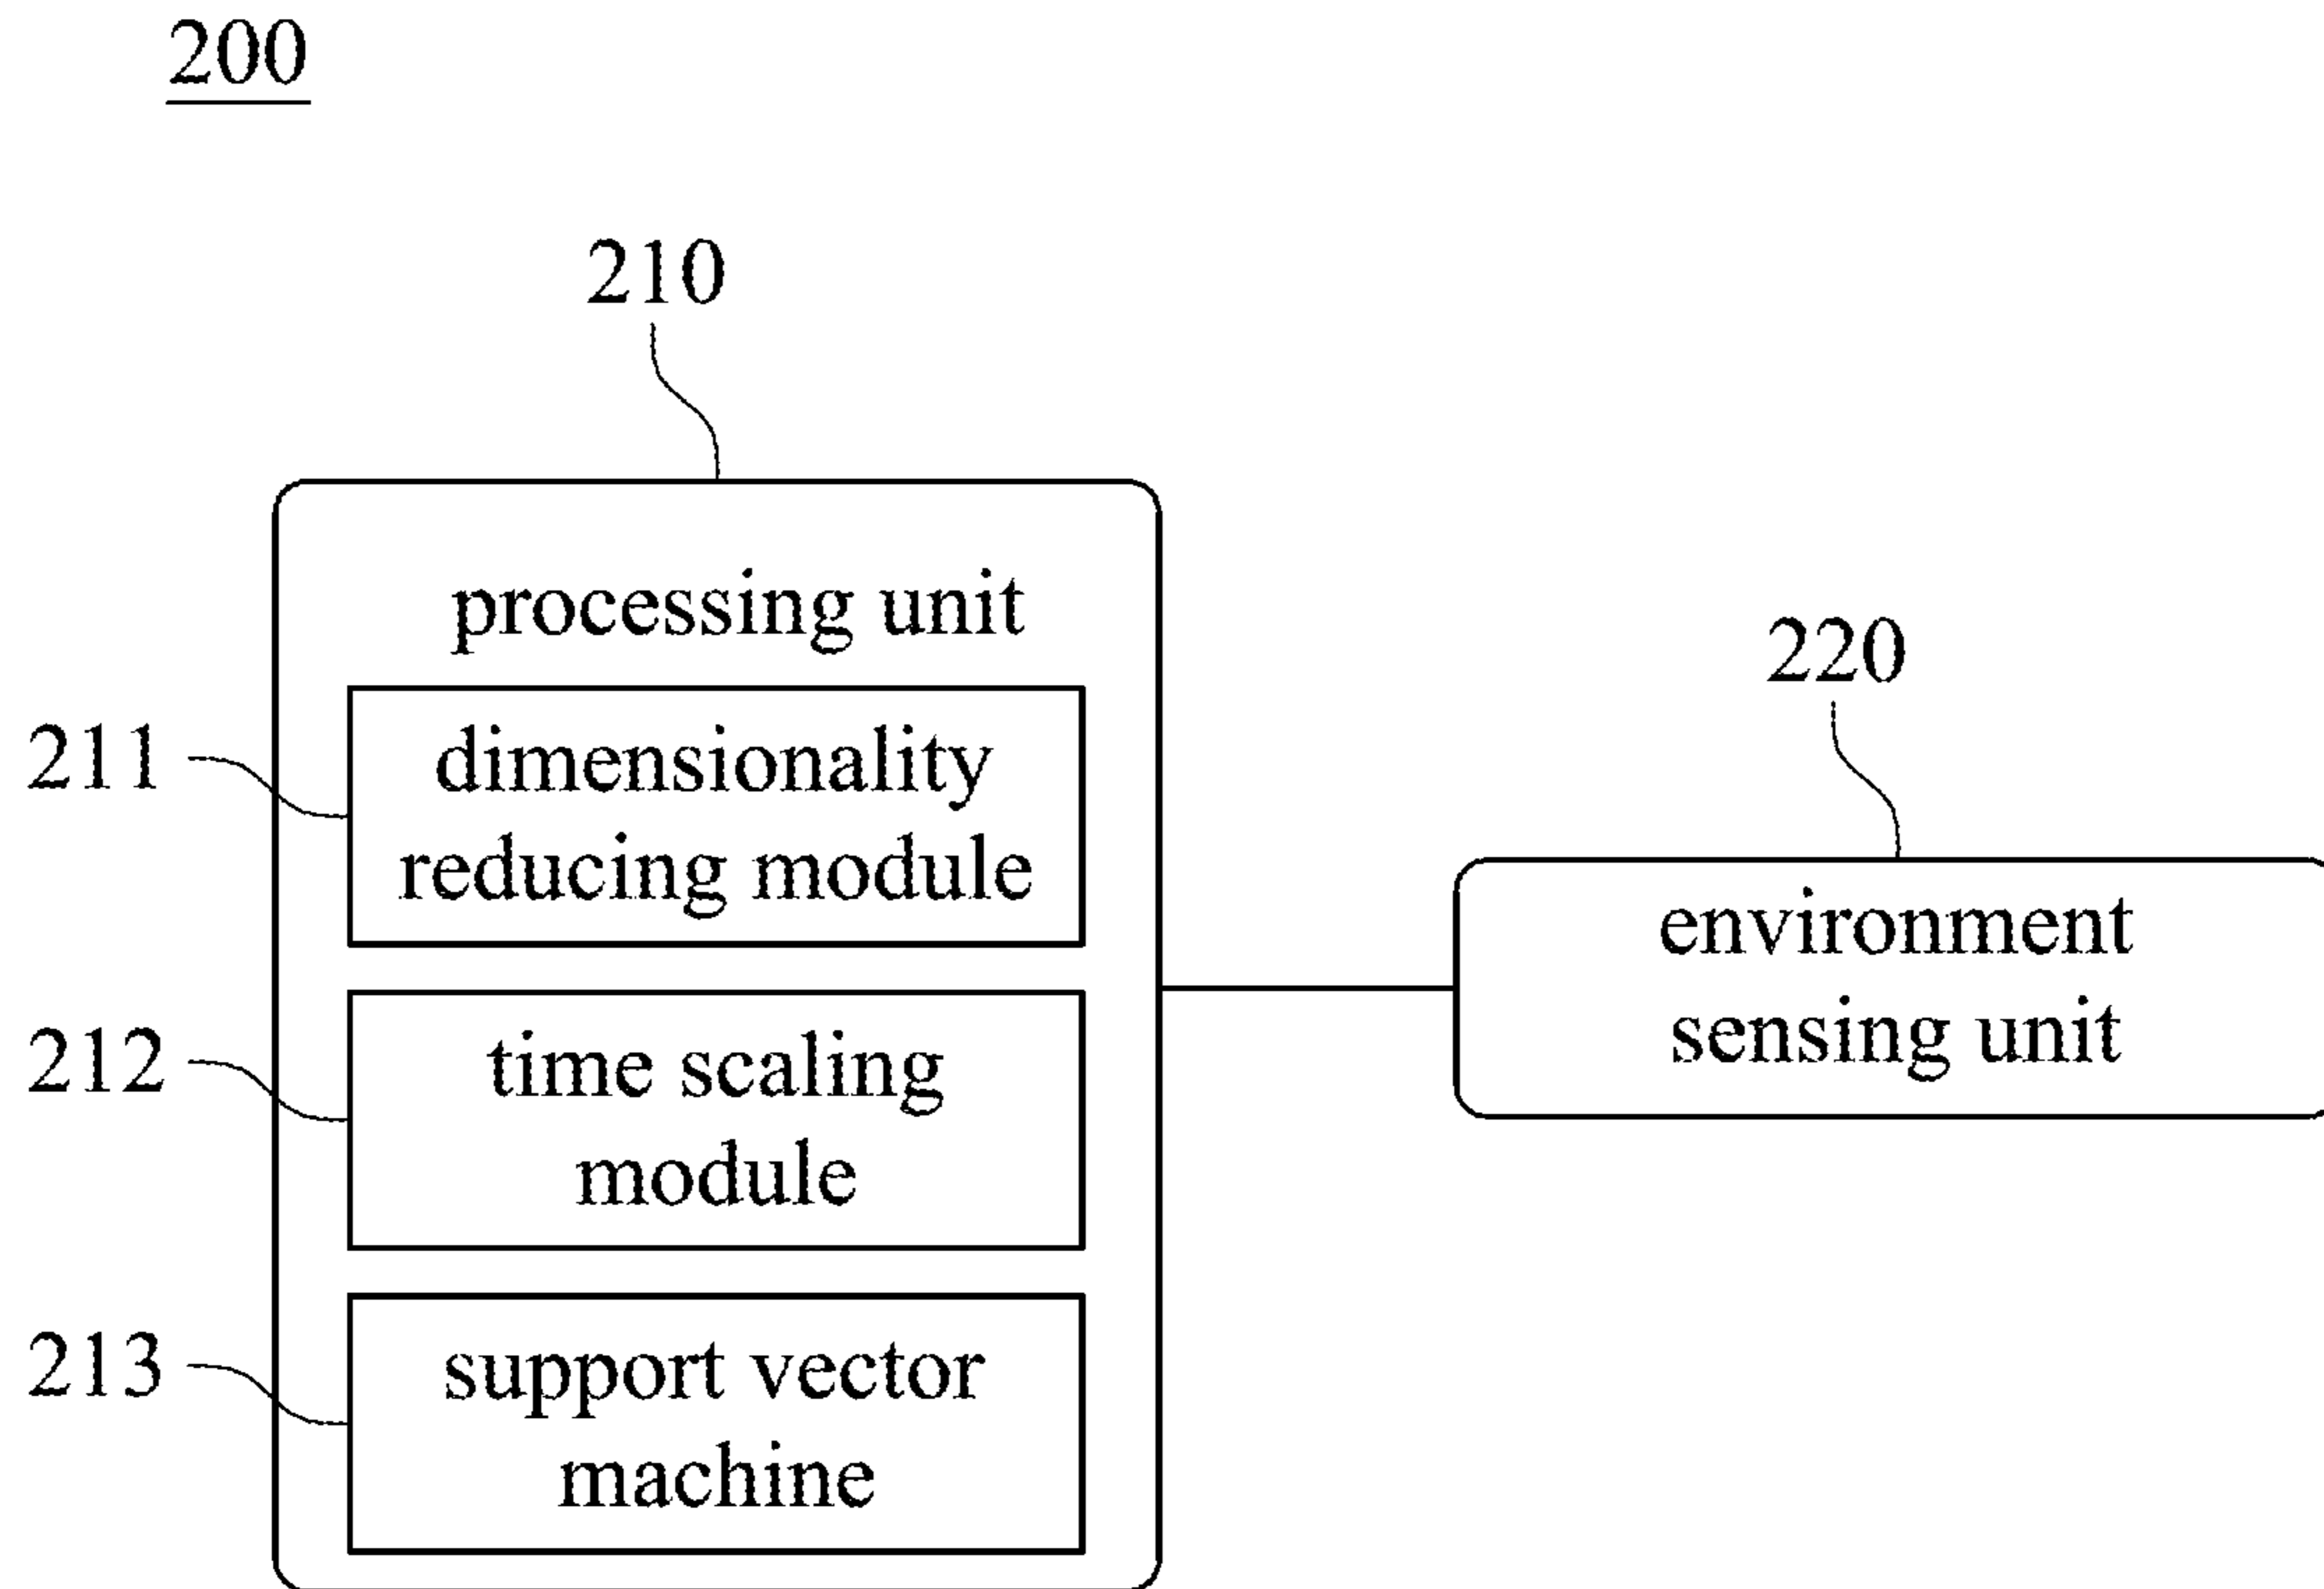 200
210
processing unit
211
dimensionality
reducing module
212
time scaling
module
213
support vector
machine
220
environment
sensing unit